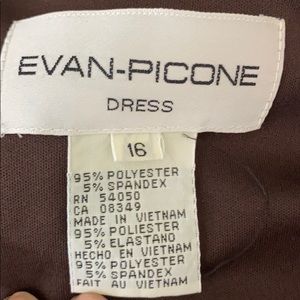 EVAN-PICONE
DRESS
16
95% POLYESTER
5% SPANDEX
RN 54050
CA 08349
MADE IN VIETNAM
95% POLIESTER
5% ELASTANO
HECHO EN VIETNAM
95% POLYESTER
5% SPANDEX
FAIT AU VIETNAM